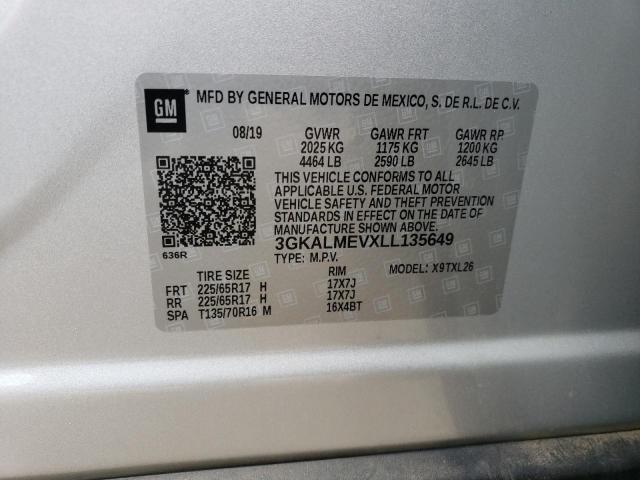 GM
MFD BY GENERAL MOTORS DE MEXICO, S. DE R.L. DE C.V.
08/19 GVWR GAWR FRT GAWR RP
2025 KG 1175 KG 1200 KG
4464 LB 2590 LB 2645 LB
THIS VEHICLE CONFORMS TO ALL
APPLICABLE U.S. FEDERAL MOTOR
VEHICLE SAFETY AND THEFT PREVENTION
STANDARDS IN EFFECT ON THE DATE OF
MANUFACTURE SHOWN ABOVE.
3GKALMEVXLL135649
636R
TYPE: M.P.V. MODEL: X9TXL26
TIRE SIZE RIM
FRT 225/65R17 H 17X7J
RR 225/65R17 H 17X7J
SPA T135/70R16 M 16X4BT